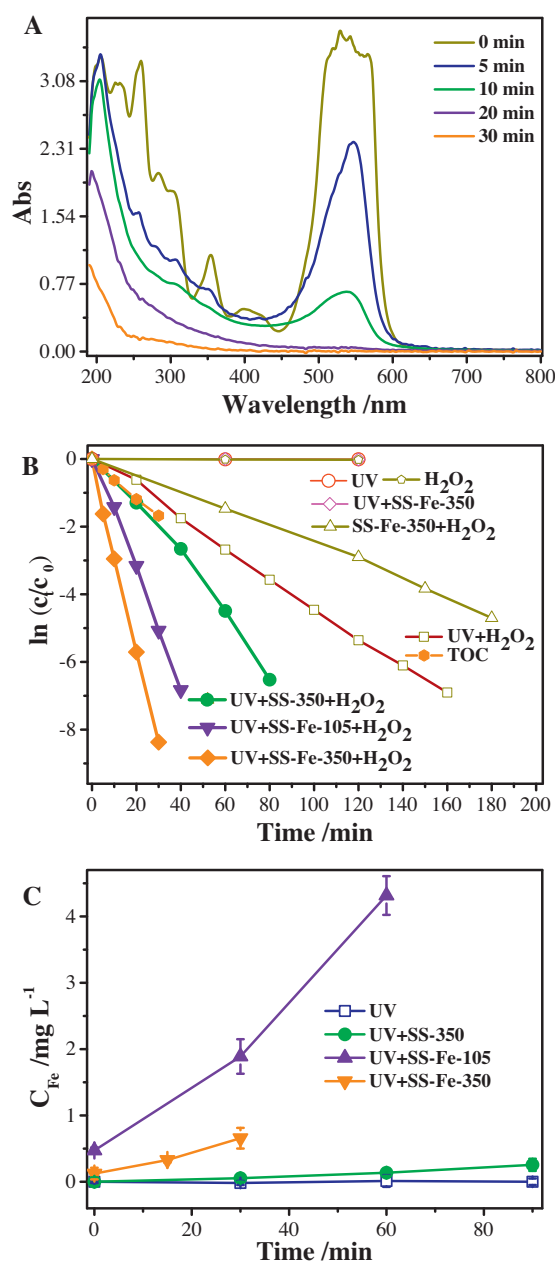 A
0 min
5 min
10 min
20 min
30 min
3.08
2.31
1.54
0.77
0.00
Abs
200 300 400 500 600 700 800
Wavelength /nm
B
0
-2
-4
-6
-8
ln (c/c₀)
UV
H₂O₂
UV+SS-Fe-350
SS-Fe-350+H₂O₂
UV+H₂O₂
TOC
UV+SS-350+H₂O₂
UV+SS-Fe-105+H₂O₂
UV+SS-Fe-350+H₂O₂
0 20 40 60 80 100 120 140 160 180 200
Time /min
C
4
3
2
1
0
C_Fe /mg L⁻¹
UV
UV+SS-350
UV+SS-Fe-105
UV+SS-Fe-350
0 30 60 90
Time /min